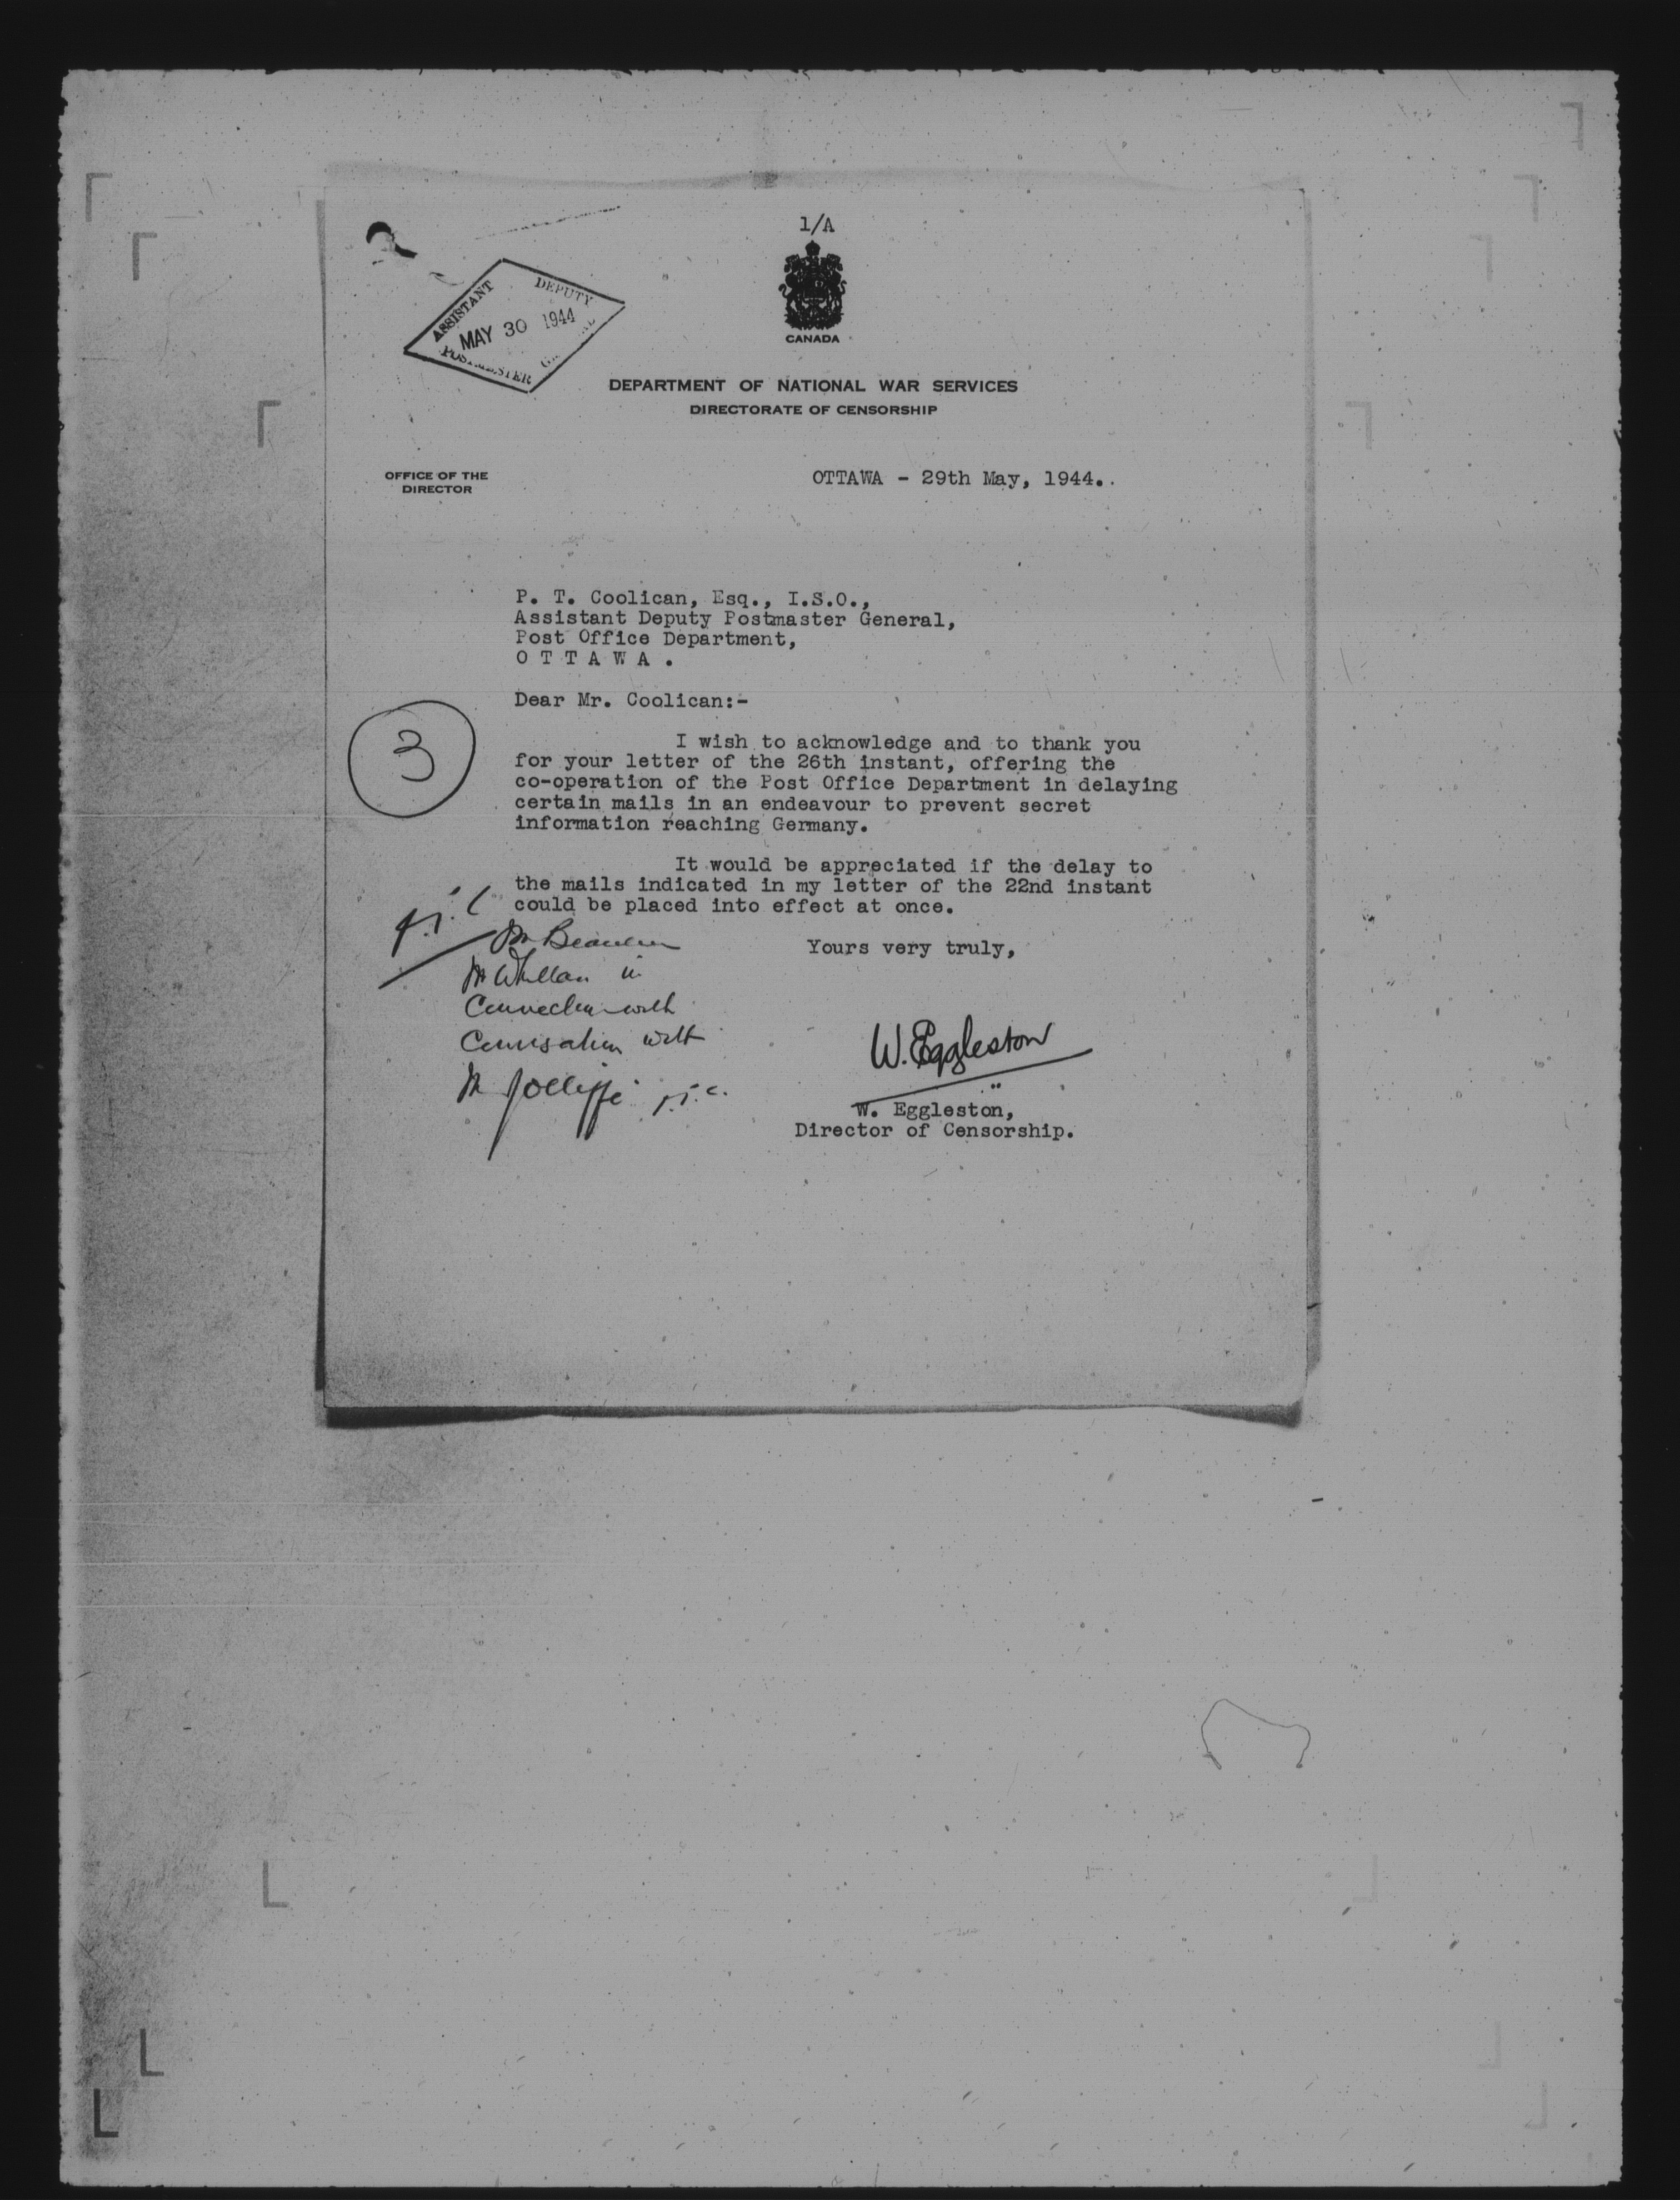 1/A
ASSISTANT DEPUTY
MAY 30 1944
CANADA
DEPARTMENT OF NATIONAL WAR SERVICES
DIRECTORATE OF CENSORSHIP
OFFICE OF THE
DIRECTOR
OTTAWA - 29th May, 1944..
P. T. Coolican, Esq., I.S.O.,
Assistant Deputy Postmaster General,
Post Office Department,
O T T A W A .
Dear Mr. Coolican:-
3
I wish to acknowledge and to thank you
for your letter of the 26th instant, offering the
co-operation of the Post Office Department in delaying
certain mails in an endeavour to prevent secret
information reaching Germany.
It would be appreciated if the delay to
the mails indicated in my letter of the 22nd instant
could be placed into effect at once.
Yours very truly,
in
with
with
Jolliffe
W. Eggleston
W. Eggleston,
Director of Censorship.